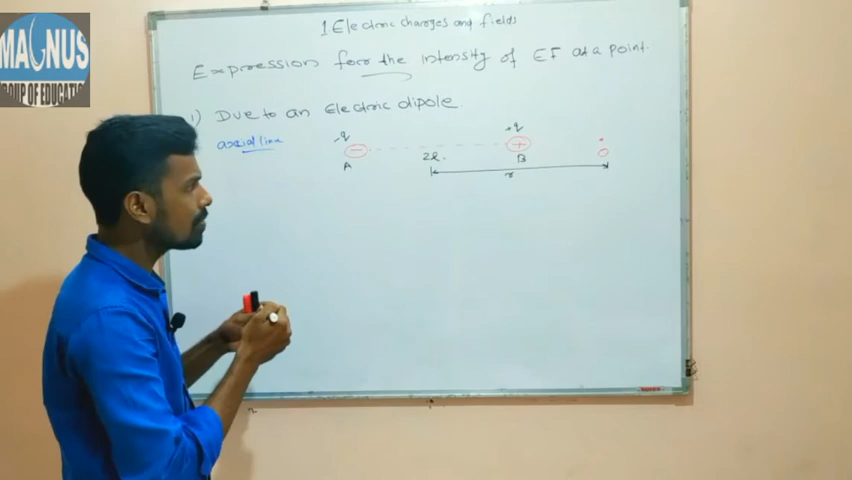 MAGNUS
GROUP OF EDUCATION
1 Electric charges and fields
Expression for the intensity of EF at a point.
1) Due to an Electric dipole.
axial line
-q
+q
−
+
A
2l.
B
O
r